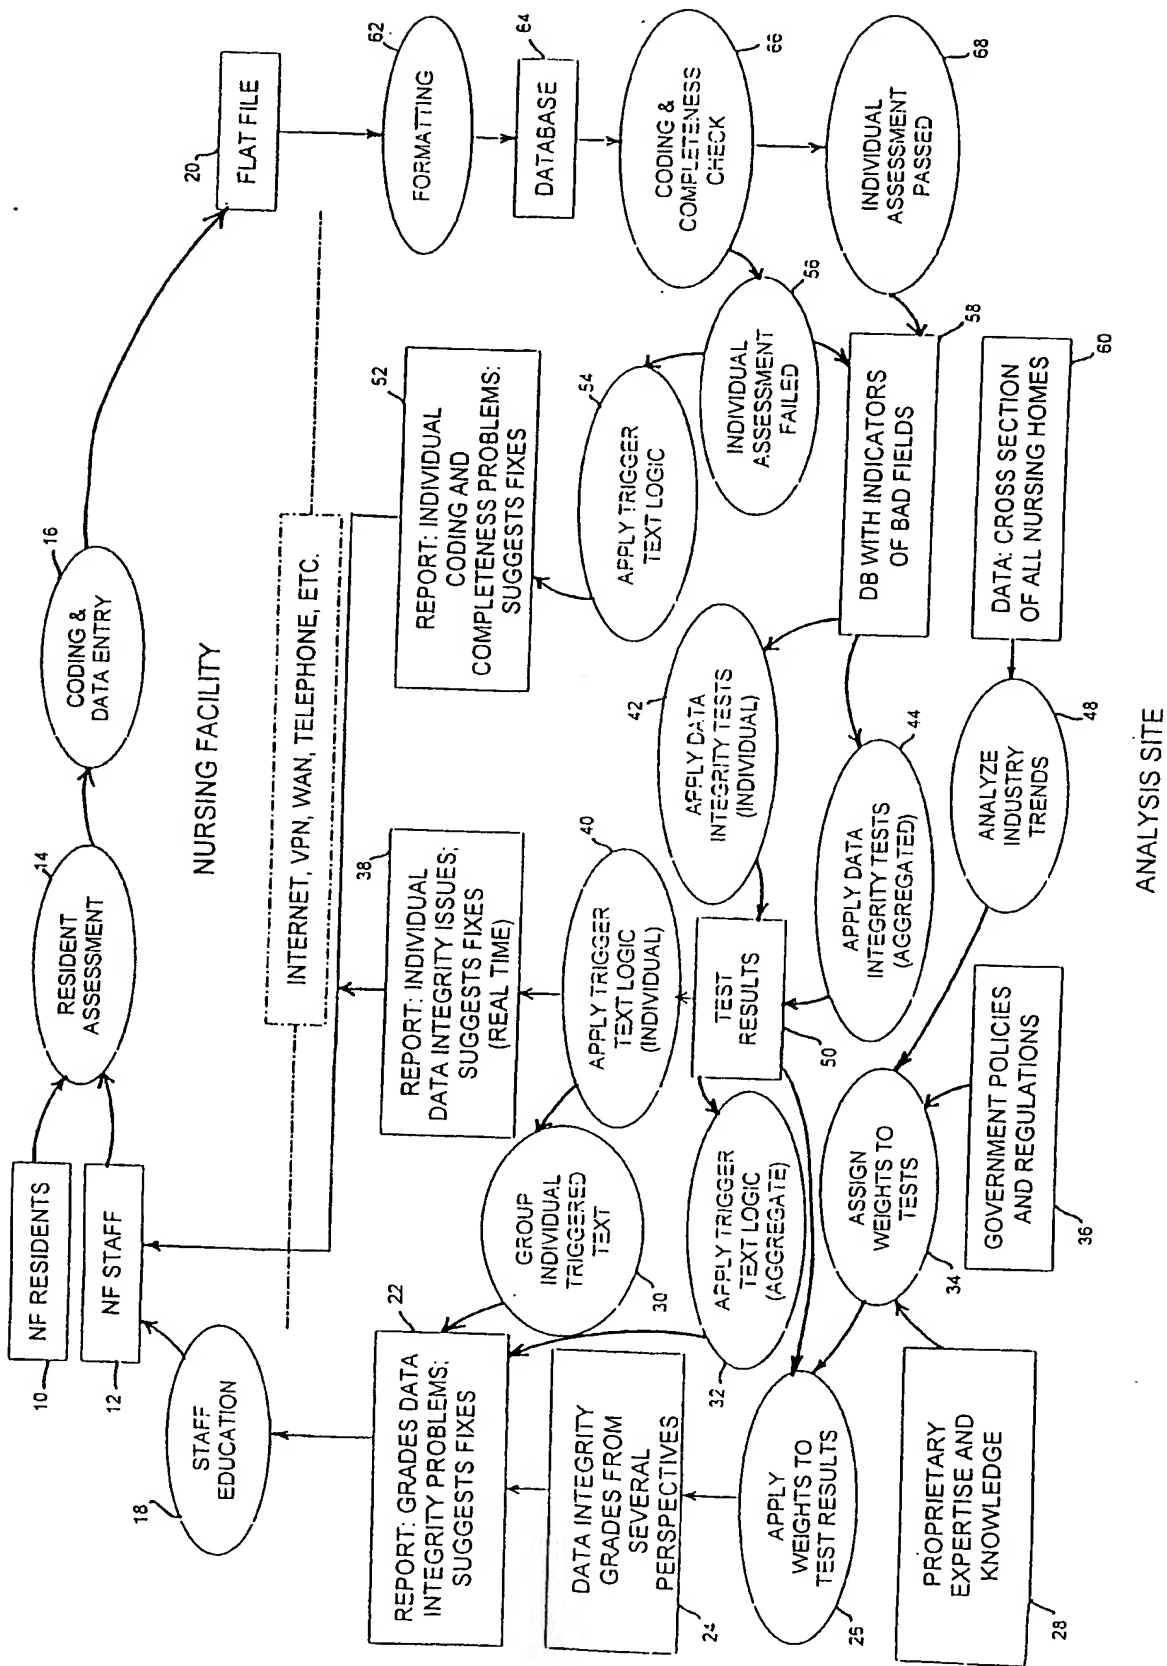 NF RESIDENTS
10
NF STAFF
12
RESIDENT
ASSESSMENT
14
CODING &
DATA ENTRY
16
FLAT FILE
20
STAFF
EDUCATION
18
NURSING FACILITY
INTERNET, VPN, WAN, TELEPHONE, ETC.
FORMATTING
62
DATABASE
64
CODING &
COMPLETENESS
CHECK
66
INDIVIDUAL
ASSESSMENT
PASSED
68
REPORT: GRADES DATA
INTEGRITY PROBLEMS;
SUGGESTS FIXES
22
REPORT: INDIVIDUAL
DATA INTEGRITY ISSUES;
SUGGESTS FIXES
(REAL TIME)
38
REPORT: INDIVIDUAL
CODING AND
COMPLETENESS PROBLEMS:
SUGGESTS FIXES
52
GROUP
INDIVIDUAL
TRIGGERED
TEXT
30
APPLY TRIGGER
TEXT LOGIC
(INDIVIDUAL)
40
APPLY TRIGGER
TEXT LOGIC
54
INDIVIDUAL
ASSESSMENT
FAILED
56
DATA INTEGRITY
GRADES FROM
SEVERAL
PERSPECTIVES
24
APPLY TRIGGER
TEXT LOGIC
(AGGREGATE)
32
TEST
RESULTS
50
APPLY DATA
INTEGRITY TESTS
(INDIVIDUAL)
42
DB WITH INDICATORS
OF BAD FIELDS
58
APPLY
WEIGHTS TO
TEST RESULTS
26
ASSIGN
WEIGHTS TO
TESTS
34
APPLY DATA
INTEGRITY TESTS
(AGGREGATED)
44
PROPRIETARY
EXPERTISE AND
KNOWLEDGE
28
GOVERNMENT POLICIES
AND REGULATIONS
36
ANALYZE
INDUSTRY
TRENDS
48
DATA: CROSS SECTION
OF ALL NURSING HOMES
60
ANALYSIS SITE